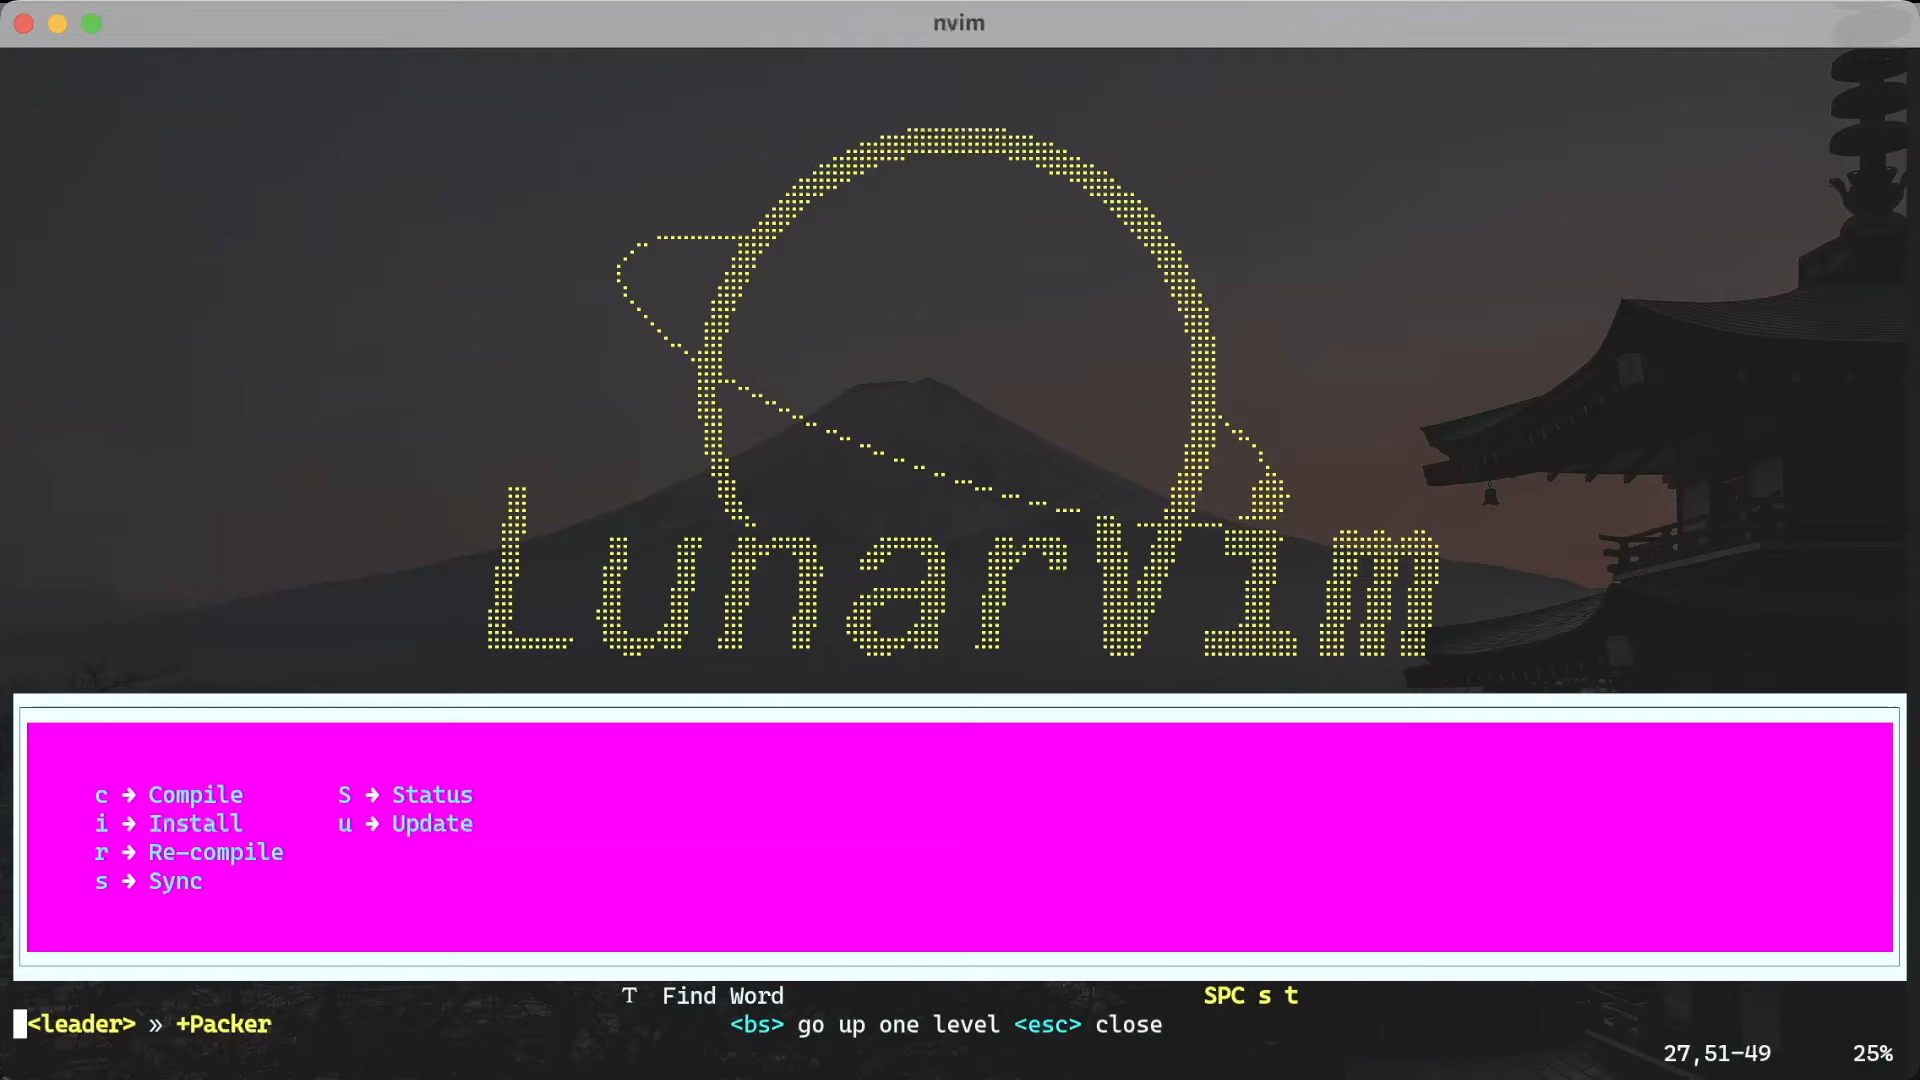 nvim
LunarVim
c → Compile S → Status
i → Install u → Update
r → Re-compile
s → Sync
T Find Word SPC s t
<leader> » +Packer <bs> go up one level <esc> close
27,51-49 25%